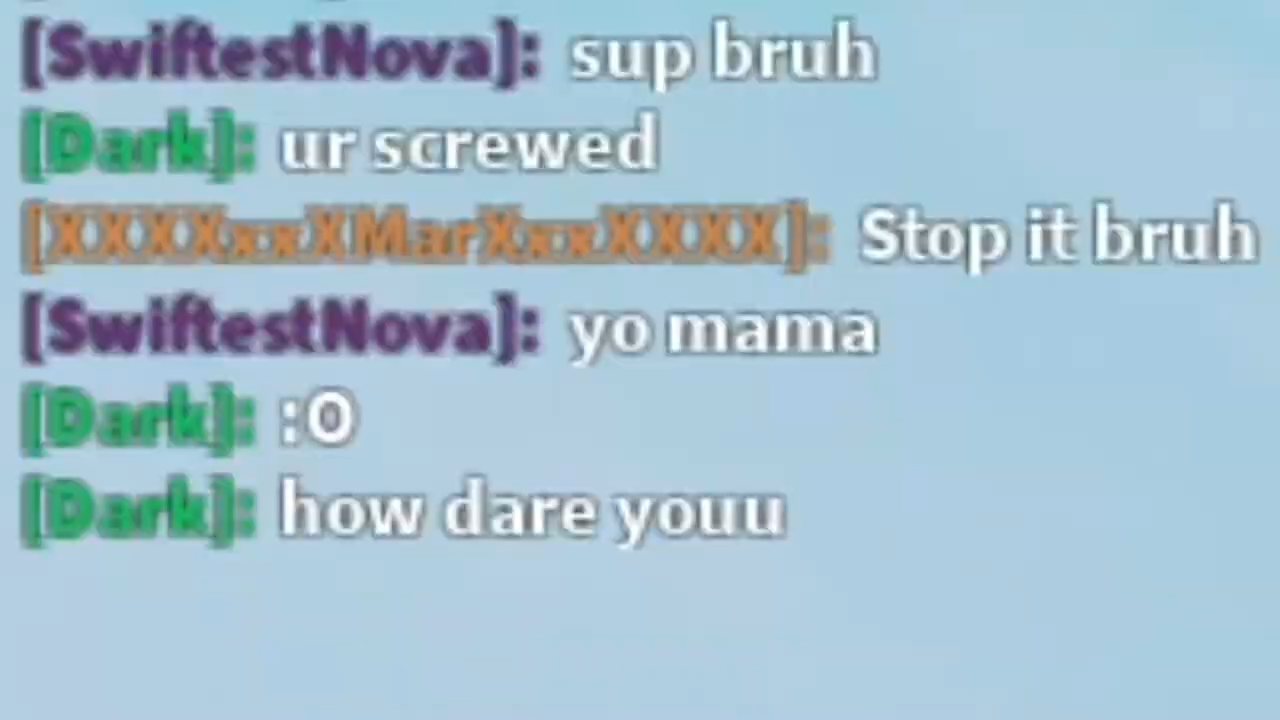 [SwiftestNova]: sup bruh
[Dark]: ur screwed
[XXXXxxXMarXxxXXXX]: Stop it bruh
[SwiftestNova]: yo mama
[Dark]: :O
[Dark]: how dare youu